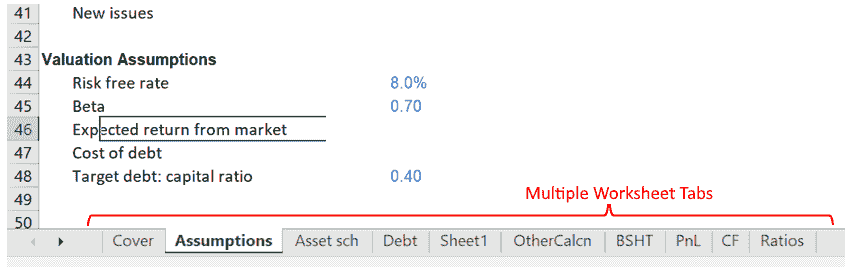 41 New issues
42
43 Valuation Assumptions
44 Risk free rate 8.0%
45 Beta 0.70
46 Expected return from market
47 Cost of debt
48 Target debt: capital ratio 0.40
49
Multiple Worksheet Tabs
50
Cover Assumptions Asset sch Debt Sheet1 OtherCalcn BSHT PnL CF Ratios